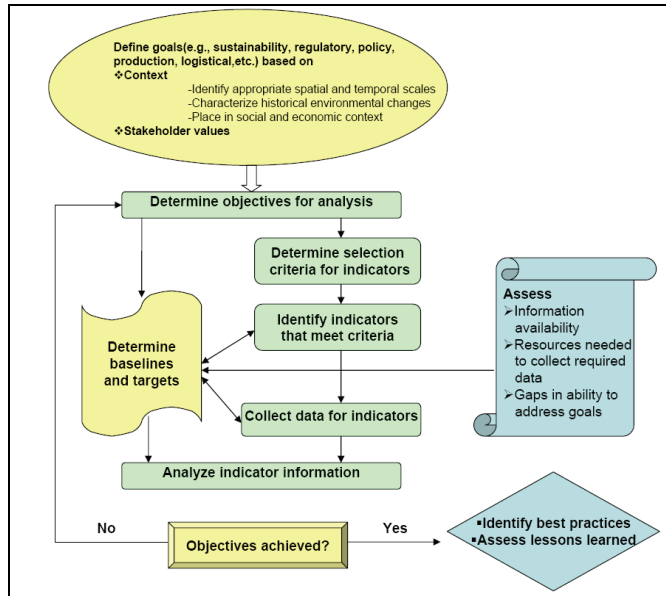 Define goals(e.g., sustainability, regulatory, policy,
production, logistical,etc.) based on
❖Context
-Identify appropriate spatial and temporal scales
-Characterize historical environmental changes
-Place in social and economic context
❖Stakeholder values
Determine objectives for analysis
Determine selection
criteria for indicators
Identify indicators
that meet criteria
Determine
baselines
and targets
Assess
➢Information
availability
➢Resources needed
to collect required
data
➢Gaps in ability to
address goals
Collect data for indicators
Analyze indicator information
No
Objectives achieved?
Yes
▪Identify best practices
▪Assess lessons learned